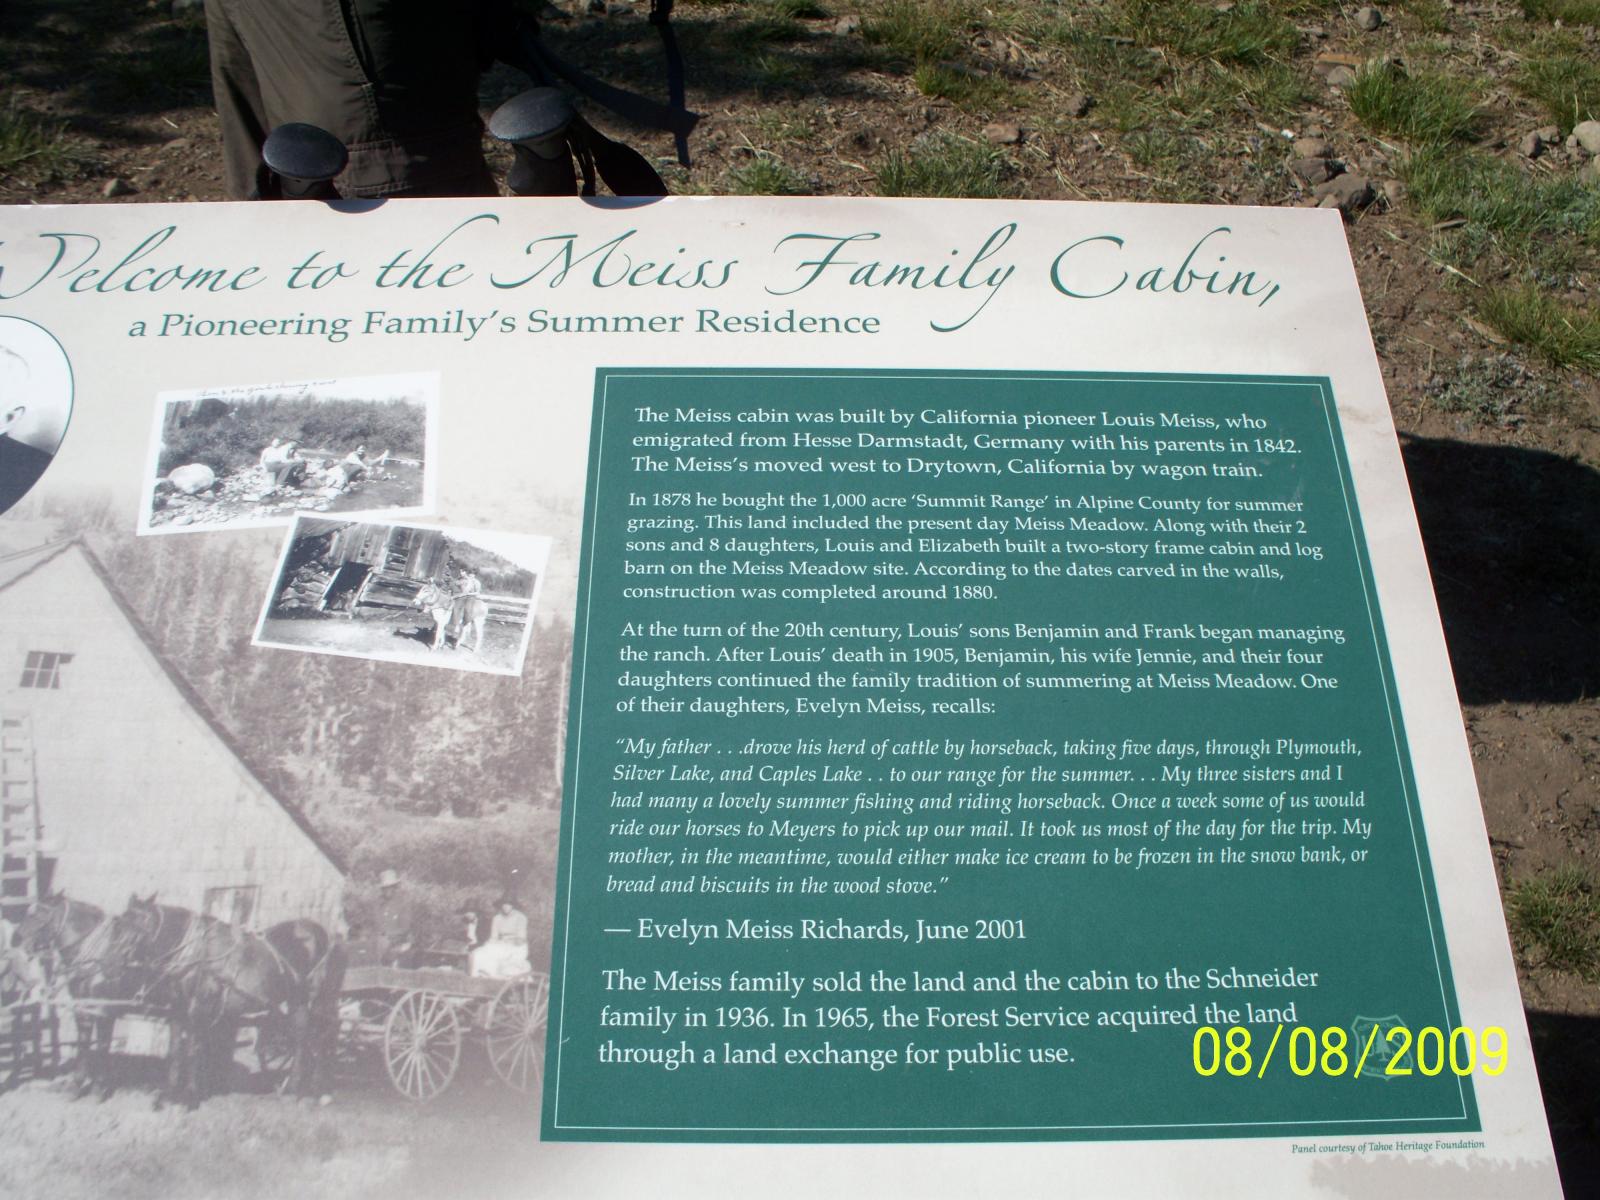 Welcome to the Meiss Family Cabin,
a Pioneering Family's Summer Residence
The Meiss cabin was built by California pioneer Louis Meiss, who
emigrated from Hesse Darmstadt, Germany with his parents in 1842.
The Meiss's moved west to Drytown, California by wagon train.
In 1878 he bought the 1,000 acre 'Summit Range' in Alpine County for summer
grazing. This land included the present day Meiss Meadow. Along with their 2
sons and 8 daughters, Louis and Elizabeth built a two-story frame cabin and log
barn on the Meiss Meadow site. According to the dates carved in the walls,
construction was completed around 1880.
At the turn of the 20th century, Louis' sons Benjamin and Frank began managing
the ranch. After Louis' death in 1905, Benjamin, his wife Jennie, and their four
daughters continued the family tradition of summering at Meiss Meadow. One
of their daughters, Evelyn Meiss, recalls:
"My father . . .drove his herd of cattle by horseback, taking five days, through Plymouth,
Silver Lake, and Caples Lake . . to our range for the summer. . . My three sisters and I
had many a lovely summer fishing and riding horseback. Once a week some of us would
ride our horses to Meyers to pick up our mail. It took us most of the day for the trip. My
mother, in the meantime, would either make ice cream to be frozen in the snow bank, or
bread and biscuits in the wood stove."
— Evelyn Meiss Richards, June 2001
The Meiss family sold the land and the cabin to the Schneider
family in 1936. In 1965, the Forest Service acquired the land
through a land exchange for public use.
08/08/2009
Panel courtesy of Tahoe Heritage Foundation